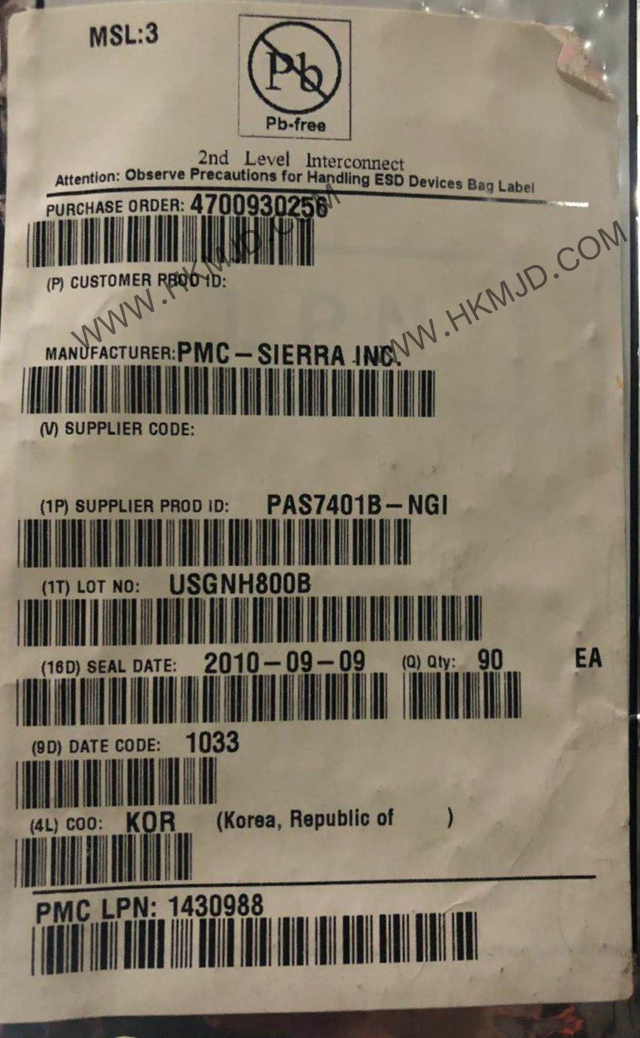 MSL:3
Pb
Pb-free
2nd Level Interconnect
Attention: Observe Precautions for Handling ESD Devices Bag Label
PURCHASE ORDER: 4700930256
(P) CUSTOMER PROD ID:
WWW.HKMJD.COM
WWW.HKMJD.COM
MANUFACTURER: PMC-SIERRA INC.
(V) SUPPLIER CODE:
(1P) SUPPLIER PROD ID: PAS7401B-NGI
(1T) LOT NO: USGNH800B
(16D) SEAL DATE: 2010-09-09 (Q) Qty: 90 EA
(9D) DATE CODE: 1033
(4L) COO: KOR (Korea, Republic of )
PMC LPN: 1430988